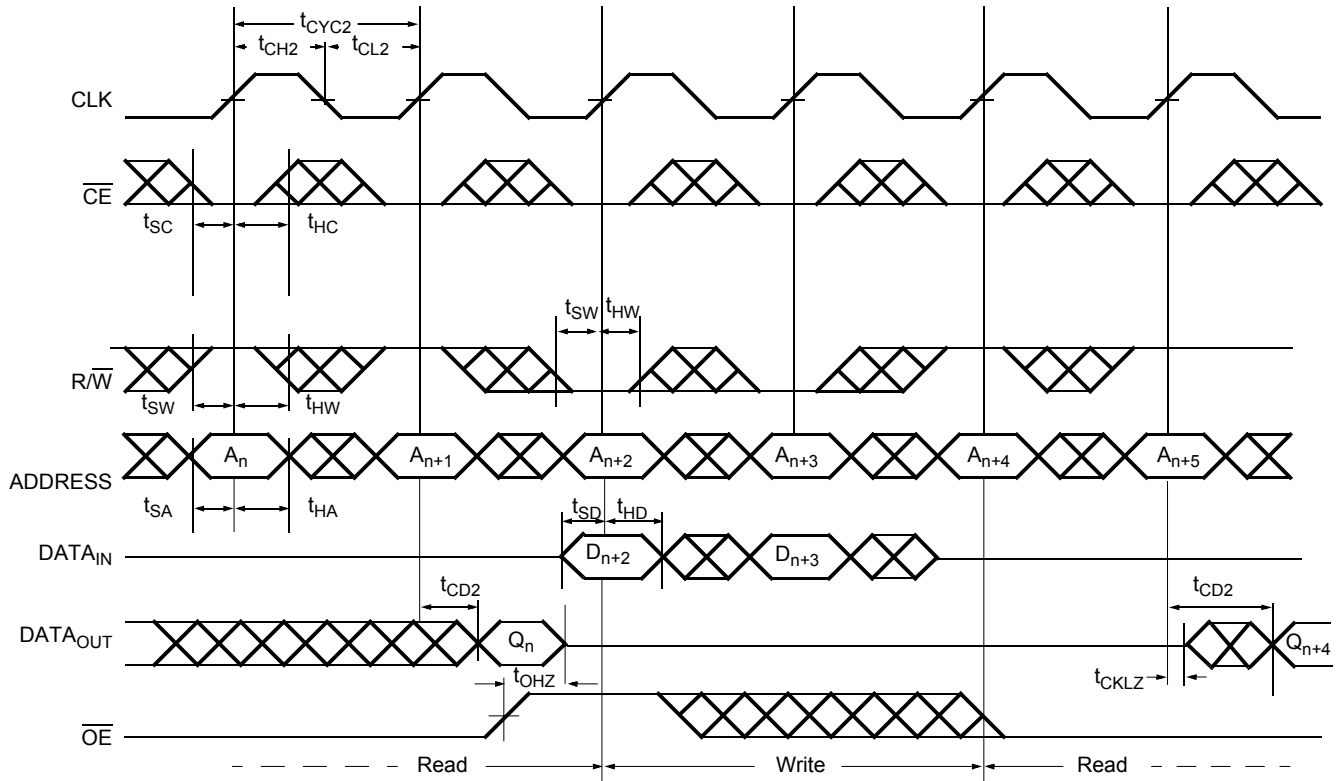 tCYC2
tCH2 tCL2
CLK
CE
tSC tHC
tSW tHW
R/W
tSW tHW
An An+1 An+2 An+3 An+4 An+5
ADDRESS
tSA tHA
tSD tHD
DATAIN
Dn+2 Dn+3
tCD2 tCD2
DATAOUT
Qn Qn+4
tOHZ tCKLZ
OE
Read Write Read